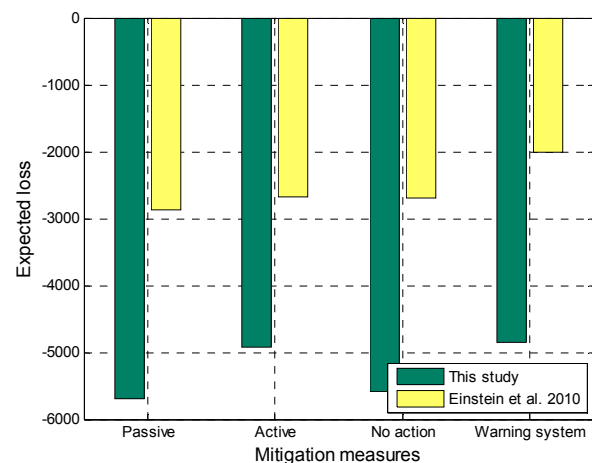 0
-1000
-2000
-3000
-4000
-5000
-6000
Expected loss
This study
Einstein et al. 2010
Passive
Active
No action
Warning system
Mitigation measures